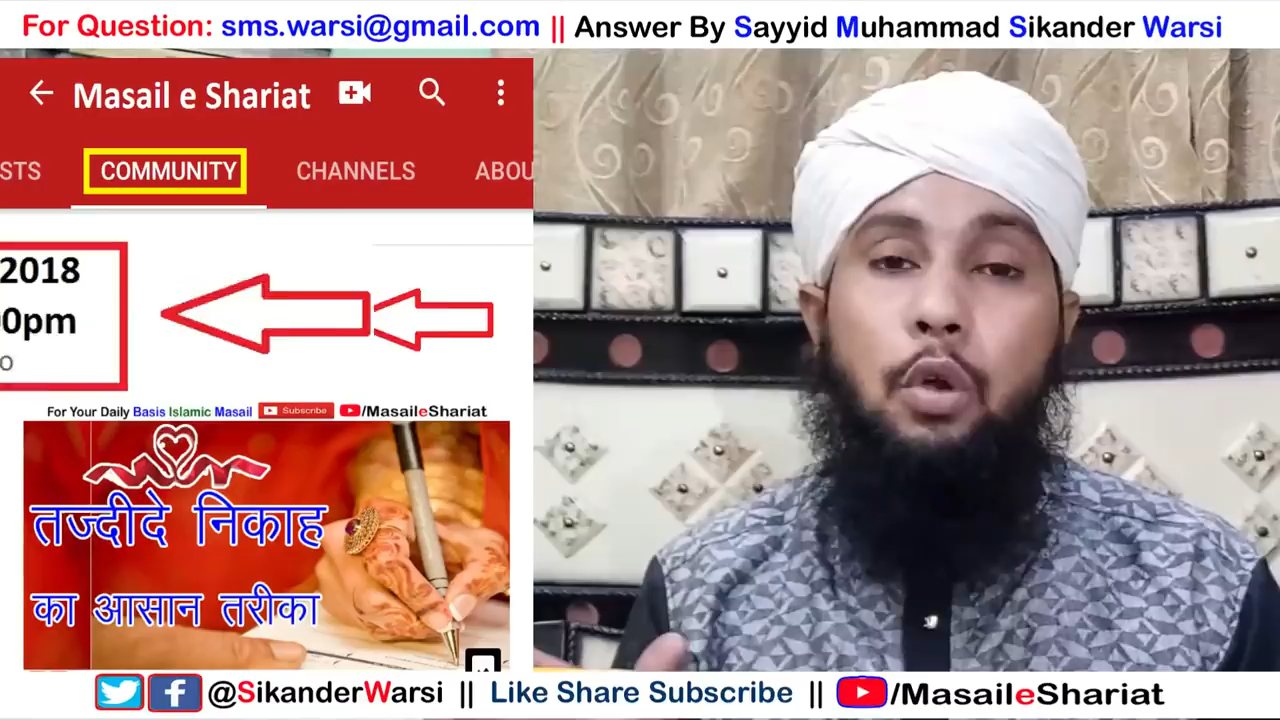 For Question: sms.warsi@gmail.com || Answer By Sayyid Muhammad Sikander Warsi
Masail e Shariat
STS COMMUNITY CHANNELS ABOU
2018
0pm
For Your Daily Basis Islamic Masail Subscribe /MasaileShariat
तज्दीदे निकाह
का आसान तरीका
@SikanderWarsi || Like Share Subscribe || /MasaileShariat